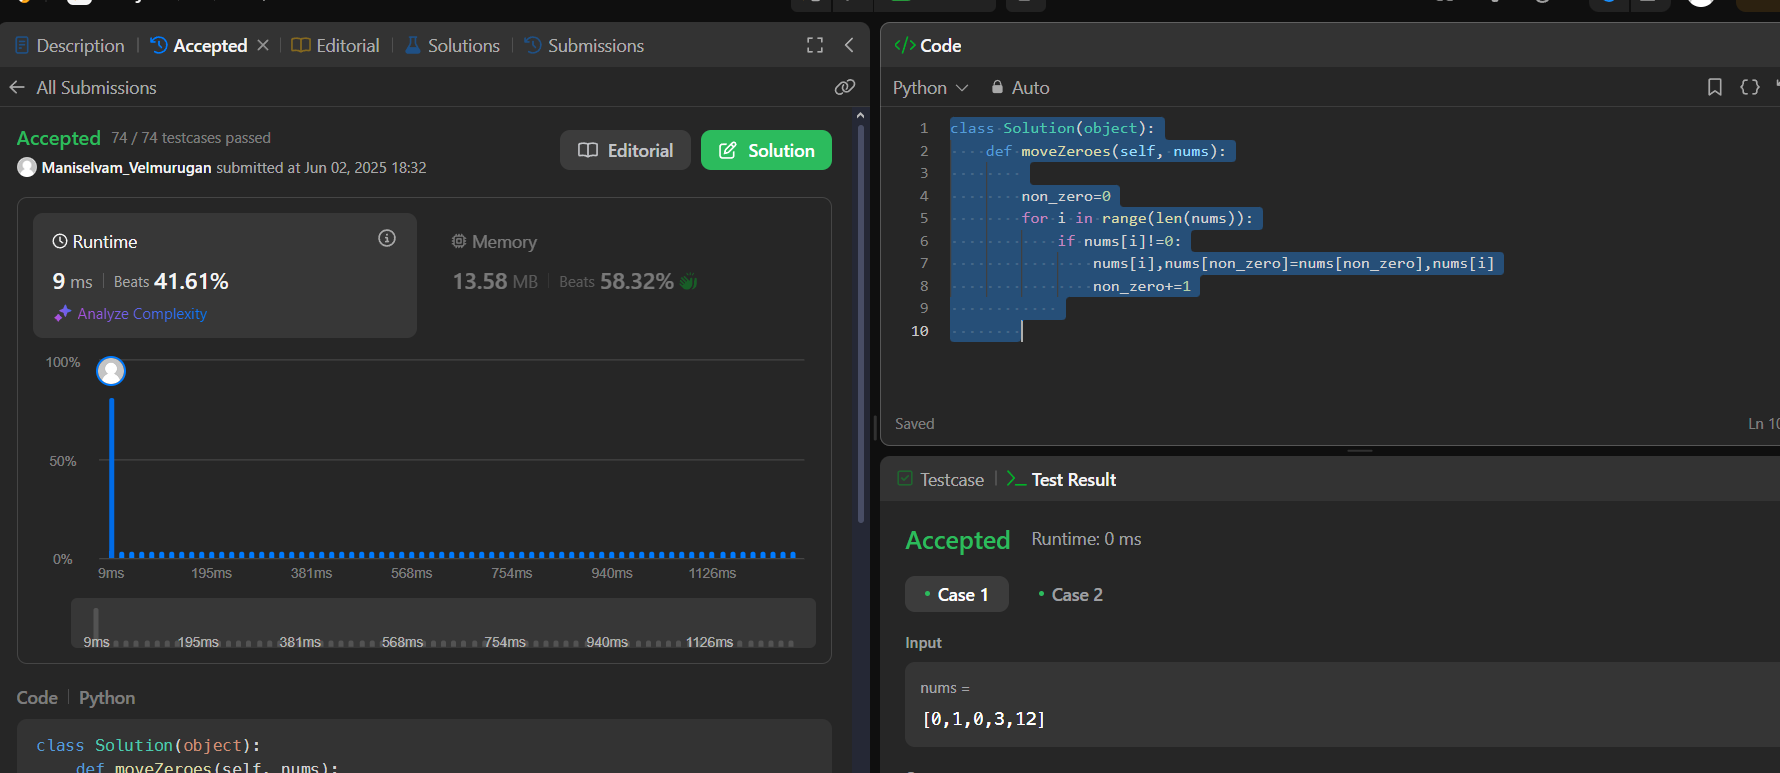 Description | Accepted × | Editorial | Solutions | Submissions
All Submissions
Accepted 74 / 74 testcases passed
Maniselvam_Velmurugan submitted at Jun 02, 2025 18:32
Editorial
Solution
Runtime
9 ms | Beats 41.61%
Analyze Complexity
Memory
13.58 MB | Beats 58.32%
100%
50%
0%
9ms 195ms 381ms 568ms 754ms 940ms 1126ms
9ms 195ms 381ms 568ms 754ms 940ms 1126ms
Code | Python
class Solution(object):
def moveZeroes(self, nums):
</> Code
Python Auto
1 class Solution(object):
2 def moveZeroes(self, nums):
3
4 non_zero=0
5 for i in range(len(nums)):
6 if nums[i]!=0:
7 nums[i],nums[non_zero]=nums[non_zero],nums[i]
8 non_zero+=1
9
10
Saved
Ln 10
Testcase | >_ Test Result
Accepted Runtime: 0 ms
• Case 1 • Case 2
Input
nums =
[0,1,0,3,12]